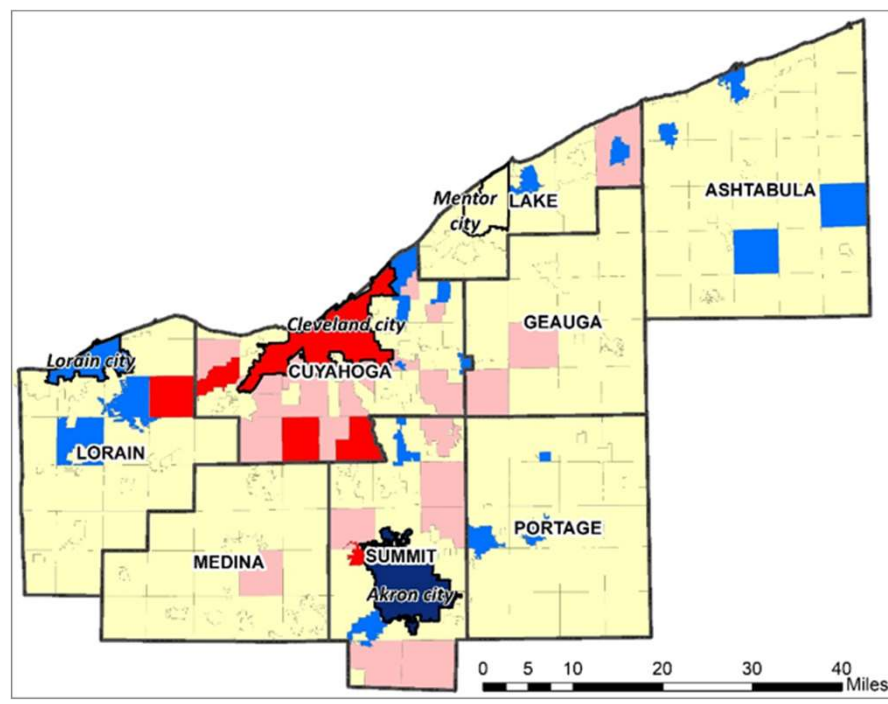 ASHTABULA
Mentor
city
LAKE
GEAUGA
Cleveland city
CUYAHOGA
Lorain city
LORAIN
PORTAGE
MEDINA
SUMMIT
Akron city
0 5 10 20 30 40
Miles